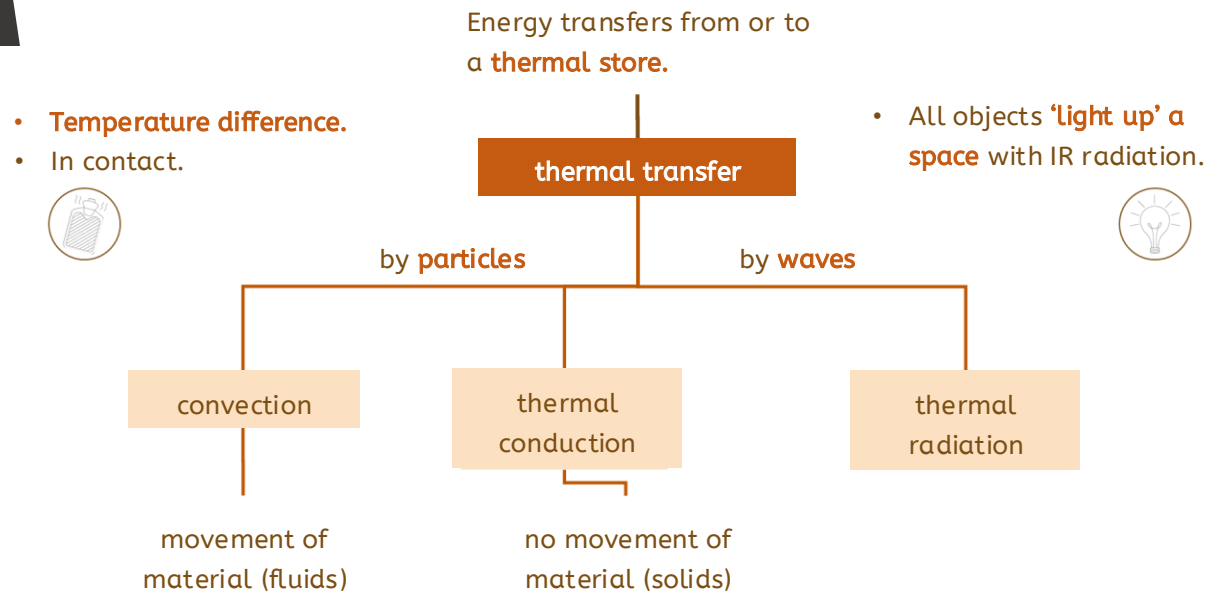 Energy transfers from or to
a thermal store.
• Temperature difference.
• In contact.
• All objects ‘light up’ a
space with IR radiation.
thermal transfer
by particles
by waves
convection
thermal
conduction
thermal
radiation
movement of
material (fluids)
no movement of
material (solids)